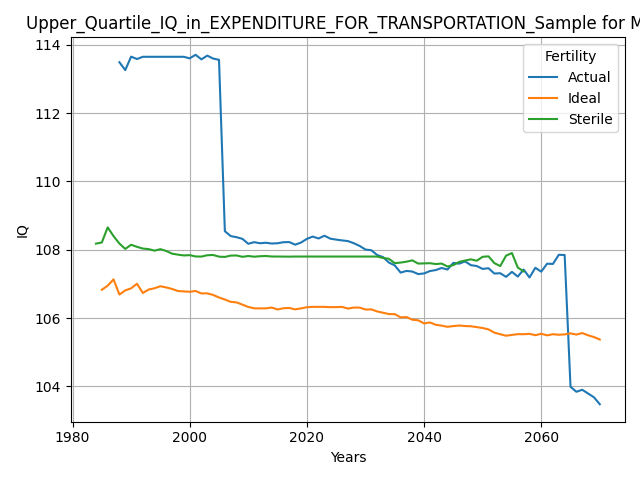 Upper_Quartile_IQ_in_EXPENDITURE_FOR_TRANSPORTATION_Sample for M
114
112
110
108
106
104
IQ
Fertility
Actual
Ideal
Sterile
1980
2000
2020
2040
2060
Years